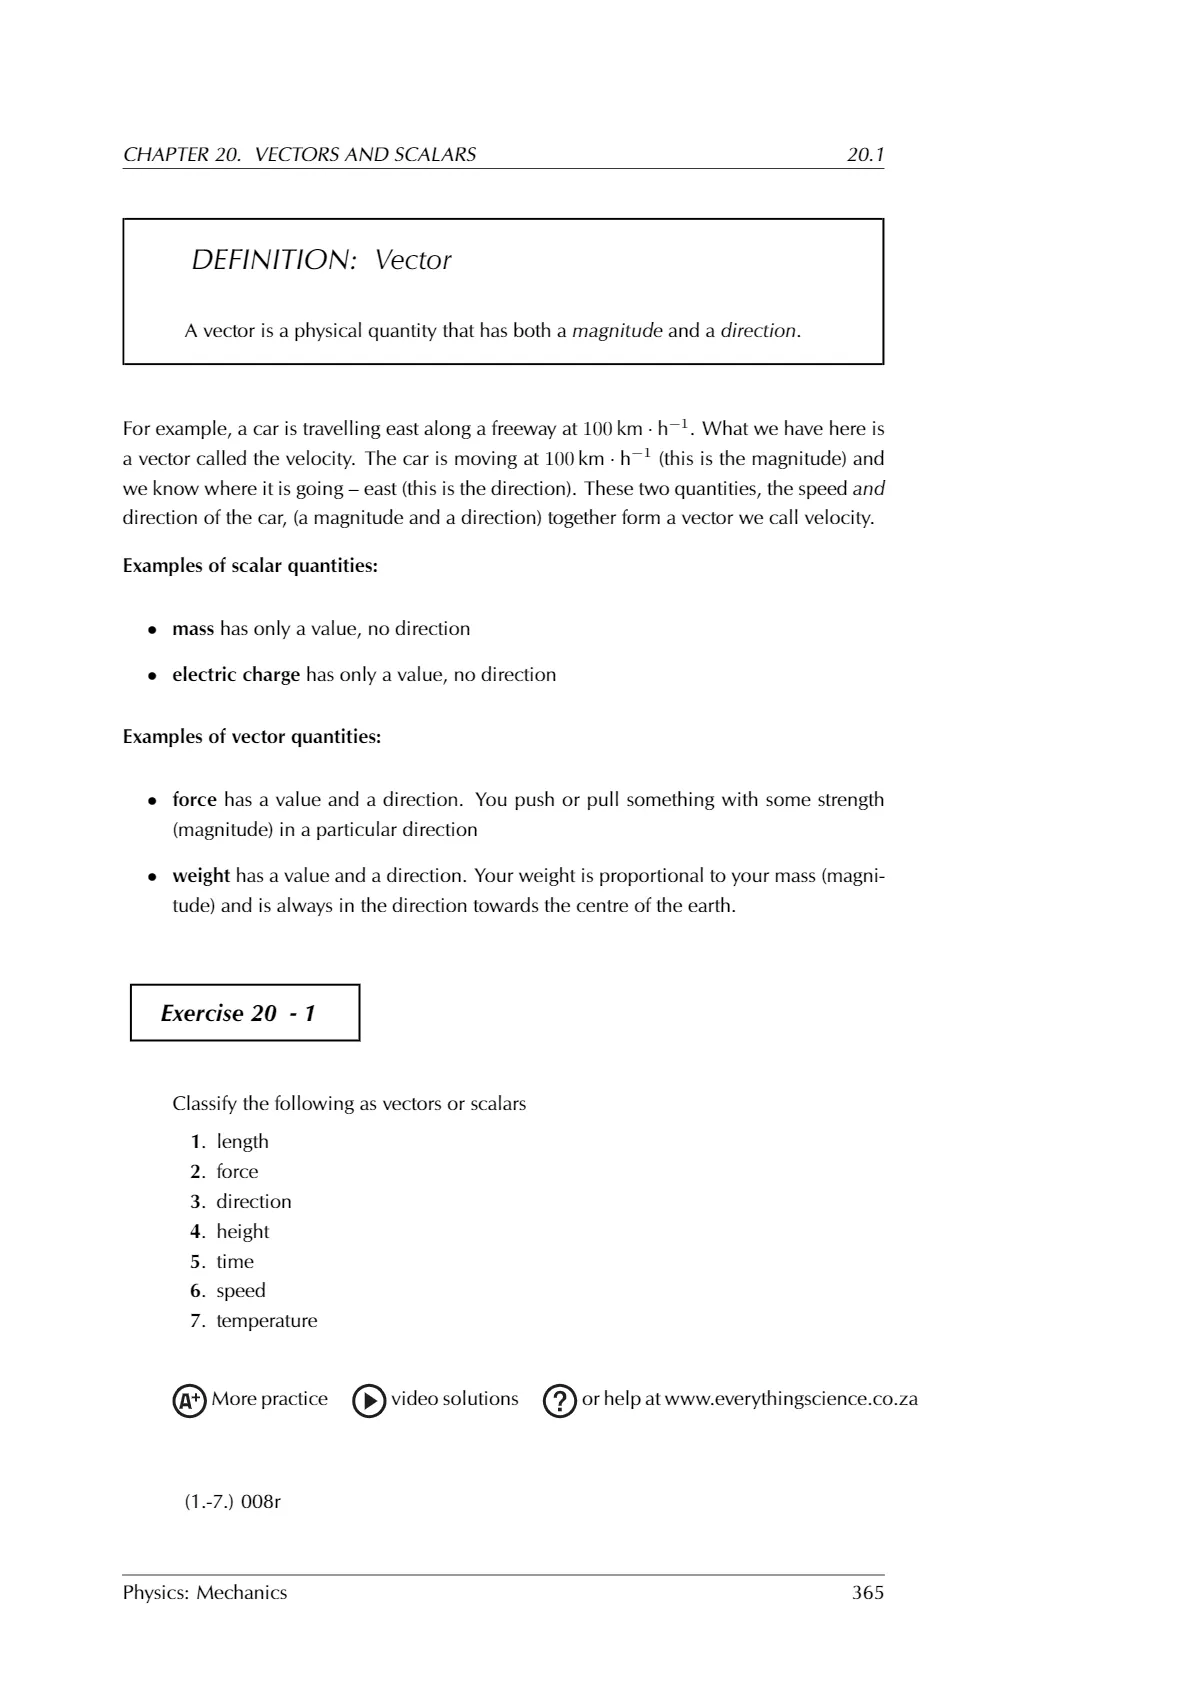 CHAPTER 20. VECTORS AND SCALARS 20.1
DEFINITION: Vector
A vector is a physical quantity that has both a magnitude and a direction.
For example, a car is travelling east along a freeway at 100 km · h⁻¹. What we have here is
a vector called the velocity. The car is moving at 100 km · h⁻¹ (this is the magnitude) and
we know where it is going – east (this is the direction). These two quantities, the speed and
direction of the car, (a magnitude and a direction) together form a vector we call velocity.
Examples of scalar quantities:
• mass has only a value, no direction
• electric charge has only a value, no direction
Examples of vector quantities:
• force has a value and a direction. You push or pull something with some strength
(magnitude) in a particular direction
• weight has a value and a direction. Your weight is proportional to your mass (magni-
tude) and is always in the direction towards the centre of the earth.
Exercise 20 - 1
Classify the following as vectors or scalars
1. length
2. force
3. direction
4. height
5. time
6. speed
7. temperature
A+ More practice video solutions ? or help at www.everythingscience.co.za
(1.-7.) 008r
Physics: Mechanics 365